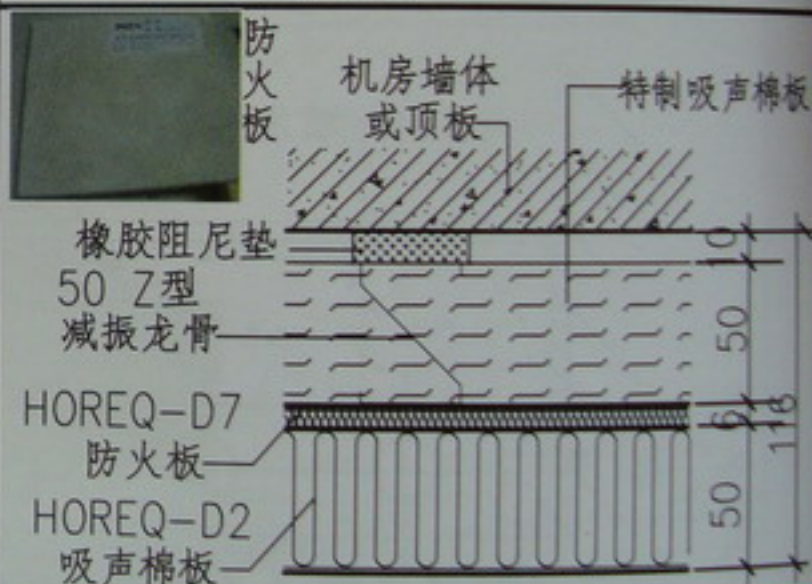 防火板
机房墙体
或顶板
特制吸声棉板
橡胶阻尼垫
50 Z型
减振龙骨
HOREQ-D7
防火板
HOREQ-D2
吸声棉板
10
50
6
50
116